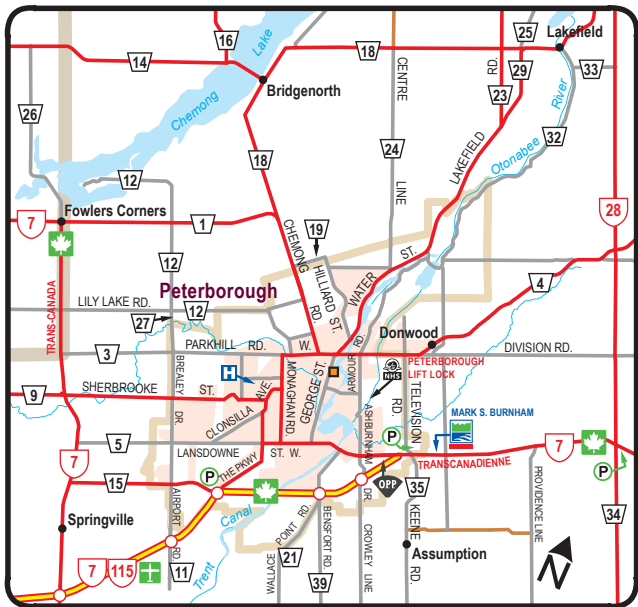 16
Lake
18
25
Lakefield
14
29
33
Bridgenorth
RD.
23
CENTRE
26
Chemong
River
32
24
LAKEFIELD
Otonabee
18
12
LINE
Fowlers Corners
7
1
28
CHEMONG
19
ST.
12
HILLIARD ST.
WATER
4
TRANS-CANADA
Peterborough
LILY LAKE RD.
12
RD.
27
Donwood
PARKHILL RD. W.
DIVISION RD.
3
RD.
PETERBOROUGH
LIFT LOCK
H
NHS
BREALEY
AVE.
MONAGHAN RD.
GEORGE ST.
ARMOUR
TELEVISION
9
SHERBROOKE ST.
MARK S. BURNHAM
CLONSILLA
ASHBURNHAM
RD.
DR.
P
5
LANSDOWNE ST. W.
7
TRANSCANADIENNE
P
7
P
THE PKWY
15
OPP
35
PROVIDENCE LINE
34
AIRPORT
DR.
Springville
Canal
POINT RD
BENSFORT RD.
KEENE
Assumption
RD.
CROWLEY LINE
RD
7
115
11
Trent
WALLACE
21
39
N